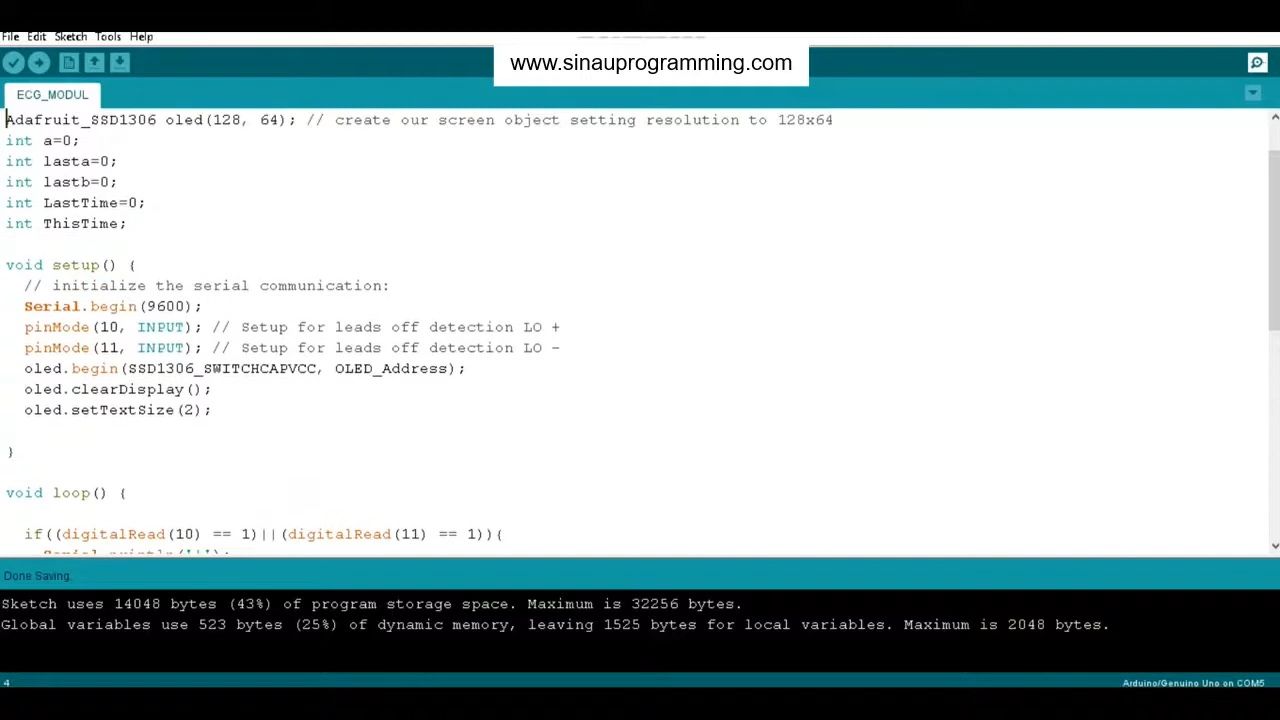 www.sinauprogramming.com
File Edit Sketch Tools Help
ECG_MODUL
Adafruit_SSD1306 oled(128, 64); // create our screen object setting resolution to 128x64
int a=0;
int lasta=0;
int lastb=0;
int LastTime=0;
int ThisTime;
void setup() {
// initialize the serial communication:
Serial.begin(9600);
pinMode(10, INPUT); // Setup for leads off detection LO +
pinMode(11, INPUT); // Setup for leads off detection LO -
oled.begin(SSD1306_SWITCHCAPVCC, OLED_Address);
oled.clearDisplay();
oled.setTextSize(2);
}
void loop() {
if((digitalRead(10) == 1)||(digitalRead(11) == 1)){
Serial.println('!');
Done Saving.
Sketch uses 14048 bytes (43%) of program storage space. Maximum is 32256 bytes.
Global variables use 523 bytes (25%) of dynamic memory, leaving 1525 bytes for local variables. Maximum is 2048 bytes.
4
Arduino/Genuino Uno on COM5